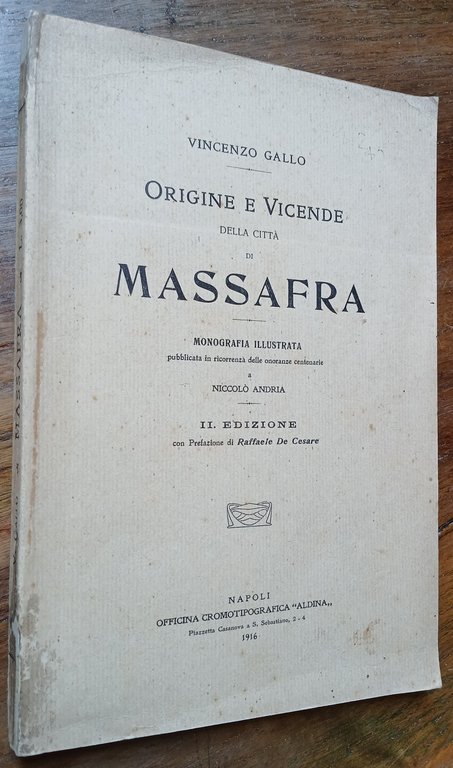 VINCENZO GALLO
ORIGINE E VICENDE
DELLA CITTÀ
DI
MASSAFRA
MONOGRAFIA ILLUSTRATA
pubblicata in ricorrenza delle onoranze centenarie
a
NICCOLÒ ANDRIA
II. EDIZIONE
con Prefazione di Raffaele De Cesare
NAPOLI
OFFICINA CROMOTIPOGRAFICA "ALDINA„
Piazzetta Casanova a S. Sebastiano, 2 - 4
1916
MASSAFRA